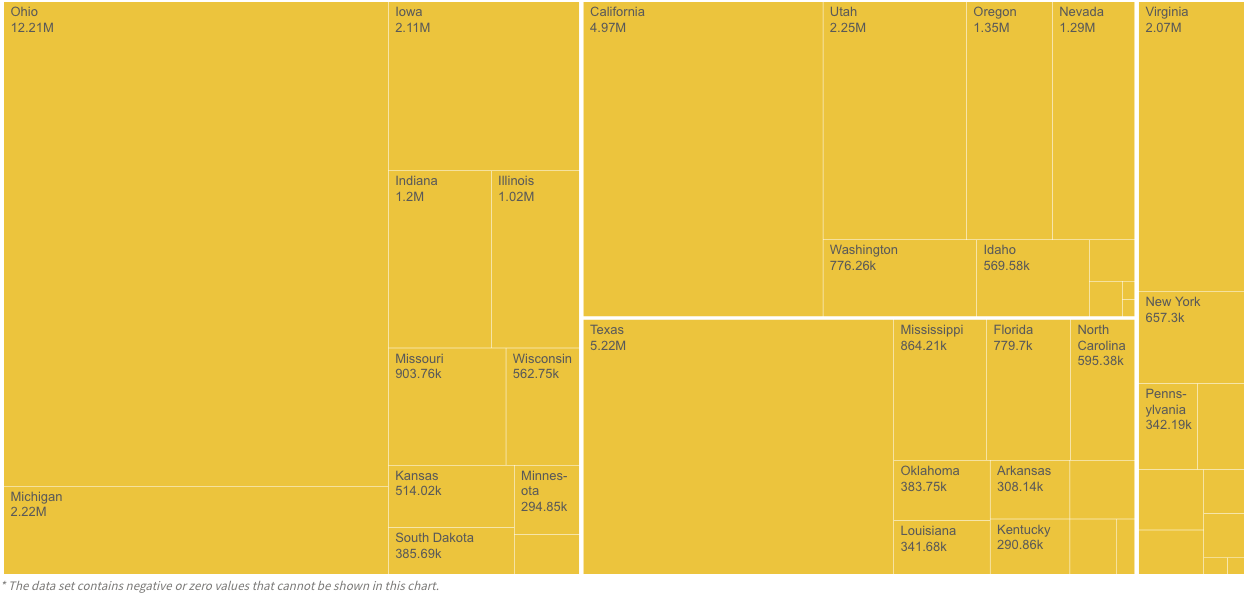 Ohio
12.21M
Michigan
2.22M
Iowa
2.11M
Indiana
1.2M
Illinois
1.02M
Missouri
903.76k
Wisconsin
562.75k
Kansas
514.02k
South Dakota
385.69k
Minnes-
ota
294.85k
California
4.97M
Utah
2.25M
Oregon
1.35M
Nevada
1.29M
Washington
776.26k
Idaho
569.58k
Texas
5.22M
Mississippi
864.21k
Florida
779.7k
North
Carolina
595.38k
Oklahoma
383.75k
Arkansas
308.14k
Louisiana
341.68k
Kentucky
290.86k
Virginia
2.07M
New York
657.3k
Penns-
ylvania
342.19k
* The data set contains negative or zero values that cannot be shown in this chart.